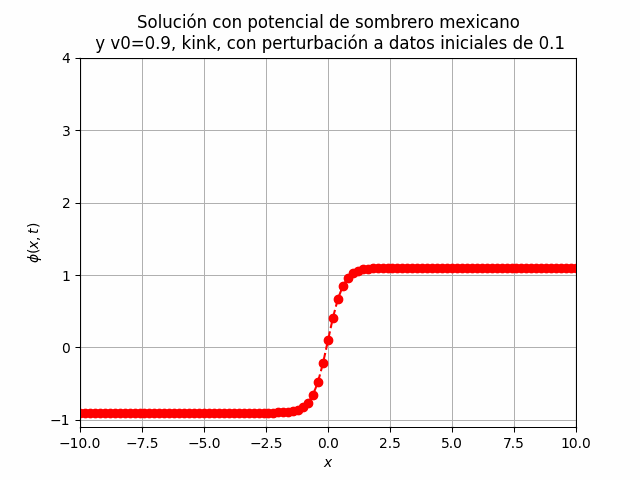 Solución con potencial de sombrero mexicano
y v0=0.9, kink, con perturbación a datos iniciales de 0.1
4
3
2
1
0
−1
ϕ(x, t)
−10.0 −7.5 −5.0 −2.5 0.0 2.5 5.0 7.5 10.0
x